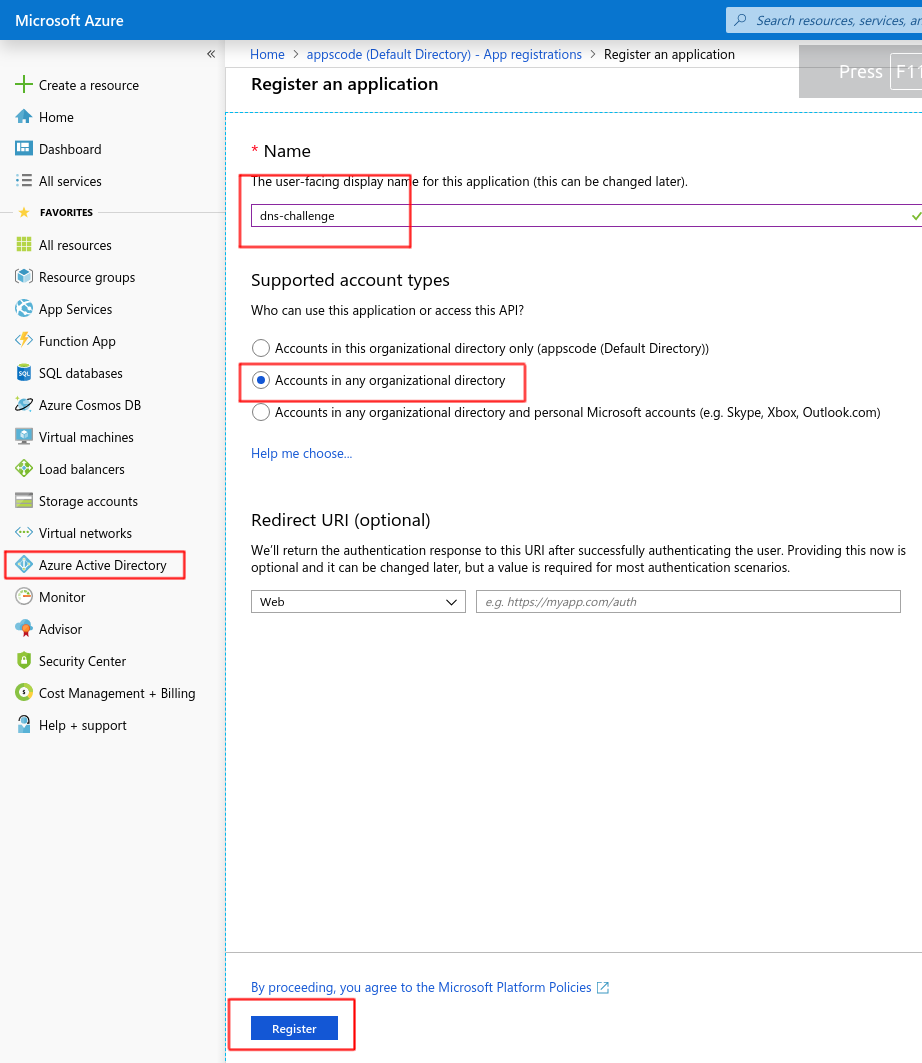 Microsoft Azure
Search resources, services, an
«
Home > appscode (Default Directory) - App registrations > Register an application
Press F11
Register an application
Create a resource
Home
Dashboard
All services
FAVORITES
All resources
Resource groups
App Services
Function App
SQL databases
Azure Cosmos DB
Virtual machines
Load balancers
Storage accounts
Virtual networks
Azure Active Directory
Monitor
Advisor
Security Center
Cost Management + Billing
Help + support
* Name
The user-facing display name for this application (this can be changed later).
dns-challenge
Supported account types
Who can use this application or access this API?
Accounts in this organizational directory only (appscode (Default Directory))
Accounts in any organizational directory
Accounts in any organizational directory and personal Microsoft accounts (e.g. Skype, Xbox, Outlook.com)
Help me choose...
Redirect URI (optional)
We'll return the authentication response to this URI after successfully authenticating the user. Providing this now is
optional and it can be changed later, but a value is required for most authentication scenarios.
Web
e.g. https://myapp.com/auth
By proceeding, you agree to the Microsoft Platform Policies
Register